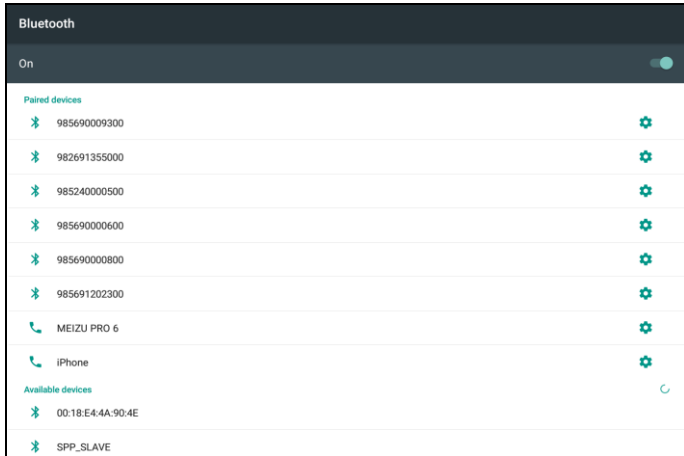 Bluetooth
On
Paired devices
985690009300
982691355000
985240000500
985690000600
985690000800
985691202300
MEIZU PRO 6
iPhone
Available devices
00:18:E4:4A:90:4E
SPP_SLAVE